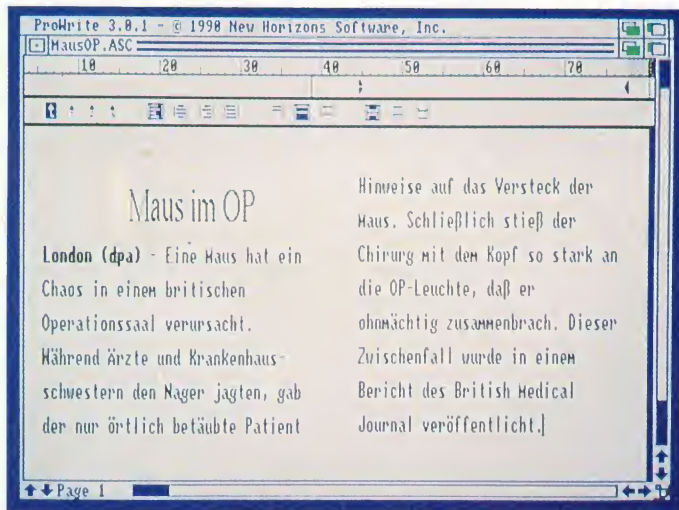 ProWrite 3.0.1 - © 1990 New Horizons Software, Inc.
MausOP.ASC
10 20 30 40 50 60 70
Maus im OP
London (dpa) - Eine Maus hat ein
Chaos in einem britischen
Operationssaal verursacht.
Während Ärzte und Krankenhaus-
schwestern den Nager jagten, gab
der nur örtlich betäubte Patient
Hinweise auf das Versteck der
Maus. Schließlich stieß der
Chirurg mit dem Kopf so stark an
die OP-Leuchte, daß er
ohnmächtig zusammenbrach. Dieser
Zwischenfall wurde in einem
Bericht des British Medical
Journal veröffentlicht.
Page 1